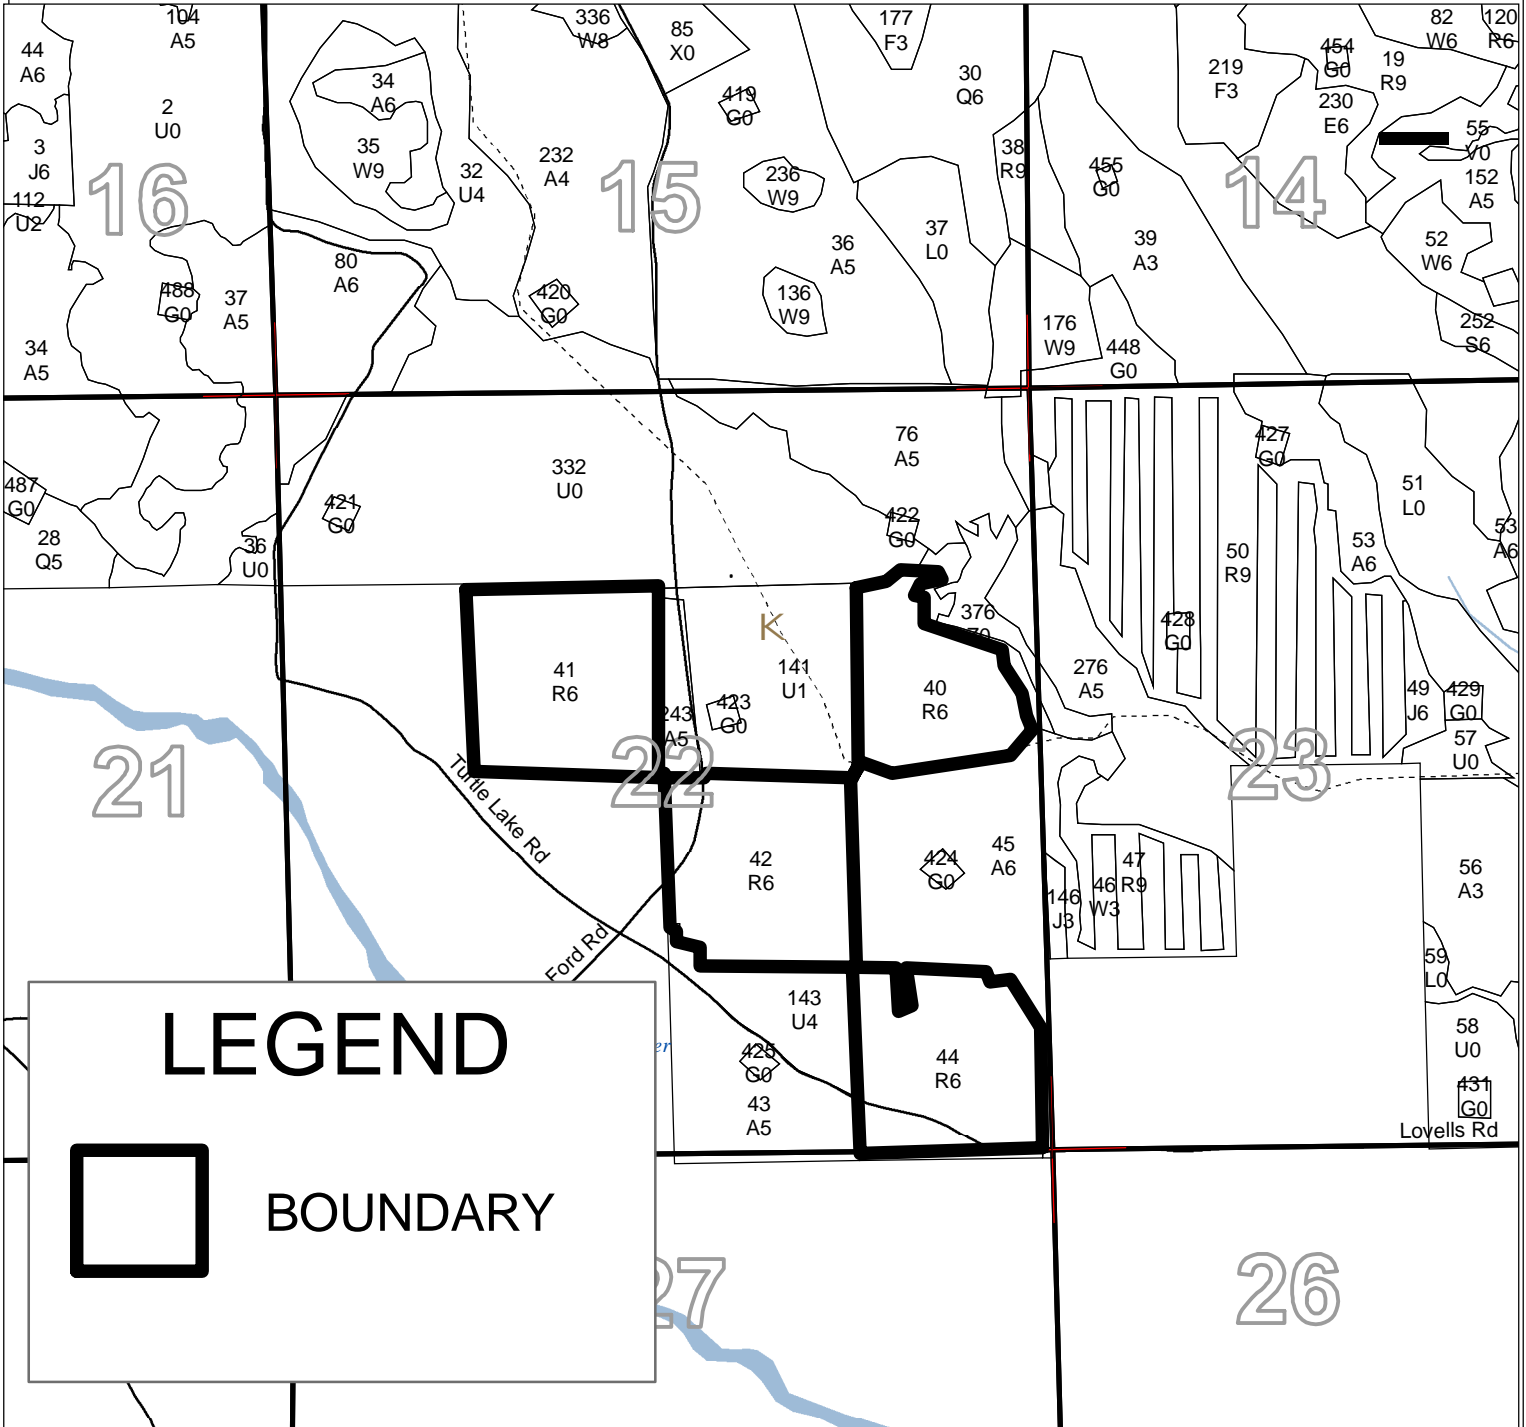 104
A5
336
W8
85
X0
177
F3
82
W6
120
R6
44
A6
34
A6
419
G0
30
Q6
219
F3
454
G0
19
R9
2
U0
230
E6
3
J6
35
W9
32
U4
232
A4
38
R9
55
V0
16
15
14
236
W9
455
G0
152
A5
112
U2
80
A6
36
A5
37
L0
39
A3
52
W6
488
G0
37
A5
420
G0
136
W9
34
A5
176
W9
448
G0
252
S6
76
A5
427
G0
332
U0
487
G0
421
G0
422
G0
51
L0
28
Q5
36
U0
50
R9
53
A6
53
A6
K
376
428
G0
41
R6
141
U1
40
R6
276
A5
243
A5
423
G0
49
J6
429
G0
57
U0
21
22
23
Turtle Lake Rd
42
R6
424
G0
45
A6
47
R9
46
W3
146
J3
56
A3
Ford Rd
59
L0
143
U4
58
U0
er
425
G0
44
R6
431
G0
43
A5
Lovells Rd
LEGEND
BOUNDARY
27
26